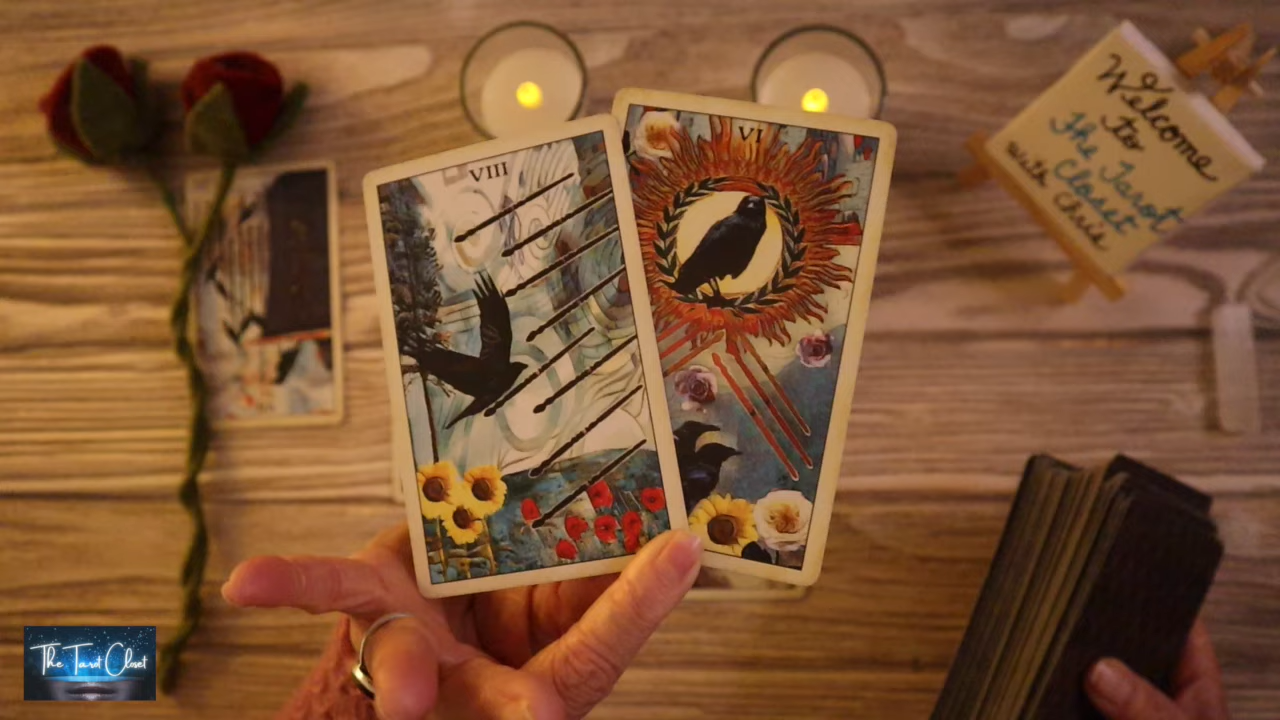 VIII
VI
Welcome
To
The Tarot
Closet
with Chris
The Tarot Closet